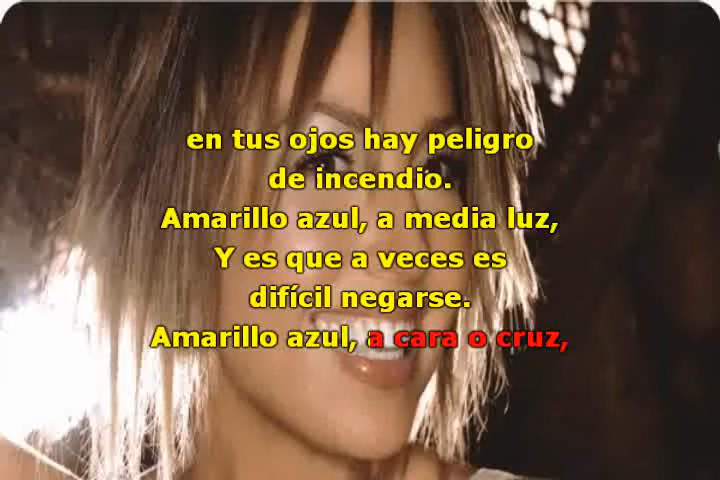 en tus ojos hay peligro
de incendio.
Amarillo azul, a media luz,
Y es que a veces es
difícil negarse.
Amarillo azul, a cara o cruz,